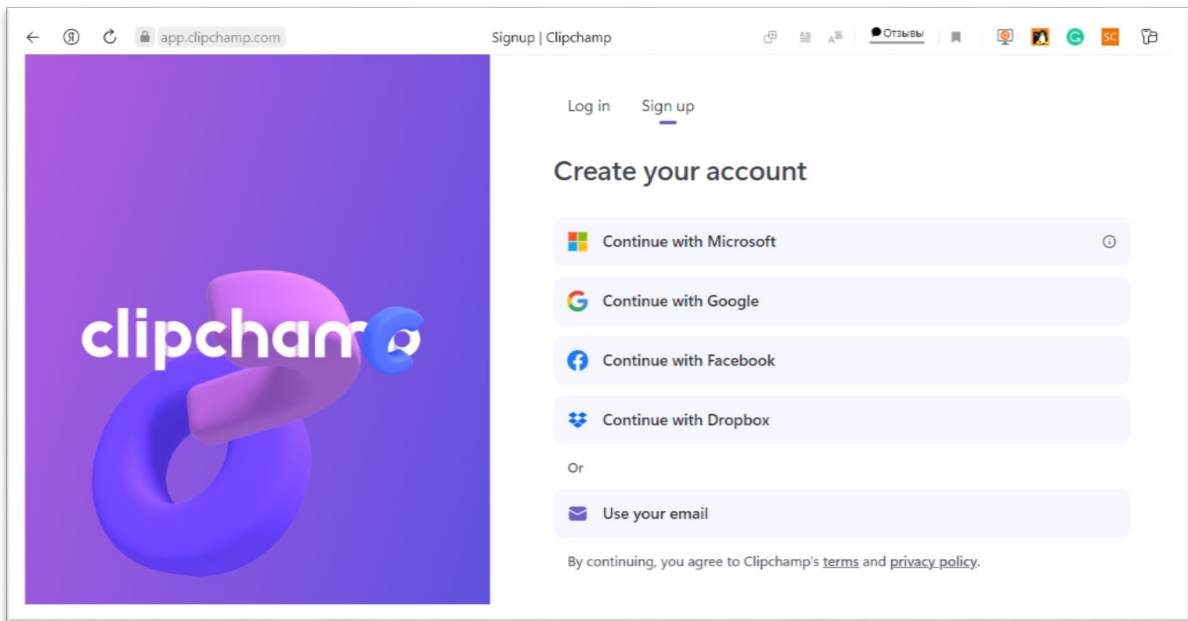 app.clipchamp.com
Signup | Clipchamp
Отзывы
SC
Log in Sign up
Create your account
clipchamp
Continue with Microsoft
Continue with Google
Continue with Facebook
Continue with Dropbox
Or
Use your email
By continuing, you agree to Clipchamp's terms and privacy policy.